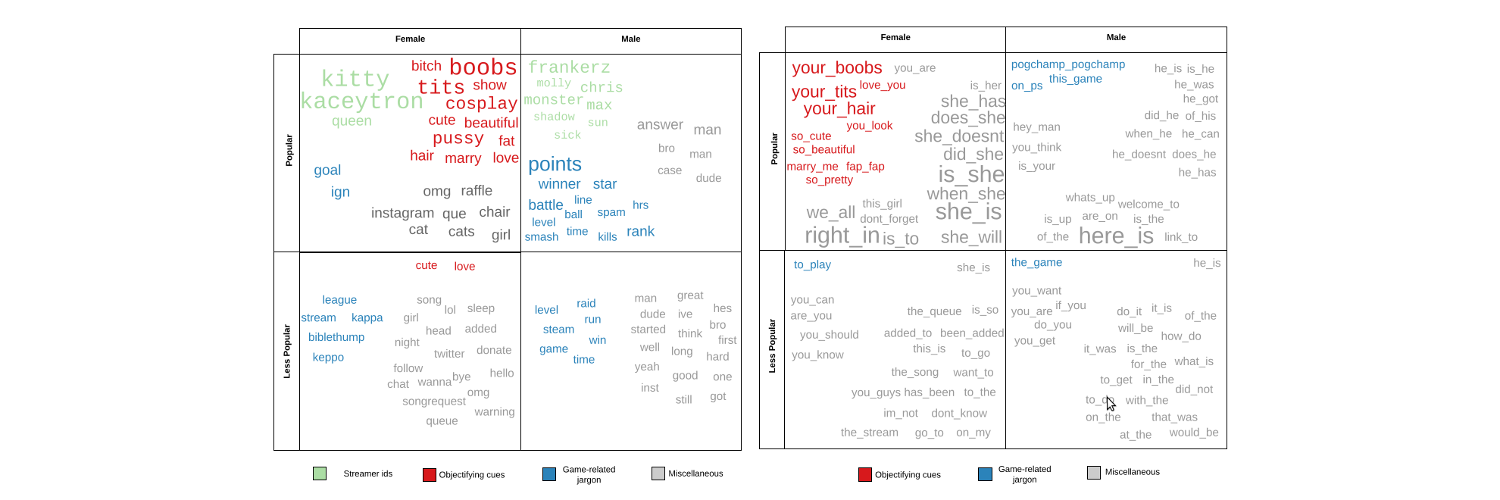 Female Male
Popular
kitty
kaceytron
queen
bitch boobs
tits show
cosplay
cute beautiful
pussy fat
hair marry love
goal
ign
omg raffle
instagram que chair
cat cats girl
frankerz
molly chris
monster max
shadow sun
sick
answer man
bro man
case dude
points
winner star
battle line hrs
level ball spam
smash time kills rank
Less Popular
cute love
league
stream kappa
biblethump
keppo
song lol sleep
girl head added
night twitter donate
follow bye hello
chat wanna omg
songrequest
queue warning
level raid
steam run
game win
time
man great
dude ive hes
started think bro
well long first
yeah good hard
inst still one
got
Streamer ids
Objectifying cues
Game-related
jargon
Miscellaneous
Female Male
Popular
your_boobs you_are
your_tits love_you
your_hair
you_look
so_cute
so_beautiful
marry_me fap_fap
so_pretty
is_her
she_has
does_she
she_doesnt
did_she
is_she
when_she
she_is
she_will
this_girl
we_all dont_forget
right_in is_to
pogchamp_pogchamp
this_game
on_ps
he_is is_he
he_was
he_got
did_he of_his
when_he he_can
he_doesnt does_he
he_has
hey_man
you_think
is_your
whats_up welcome_to
is_up are_on is_the
of_the here_is link_to
Less Popular
to_play she_is
you_can
are_you
you_should
you_know
the_queue is_so
added_to been_added
this_is to_go
the_song want_to
you_guys has_been to_the
im_not dont_know
the_stream go_to on_my
the_game he_is
you_want
you_are if_you
do_you
you_get
do_it it_is of_the
will_be how_do
it_was is_the
for_the what_is
to_get in_the
did_not
with_the
on_the that_was
at_the would_be
Objectifying cues
Game-related
jargon
Miscellaneous